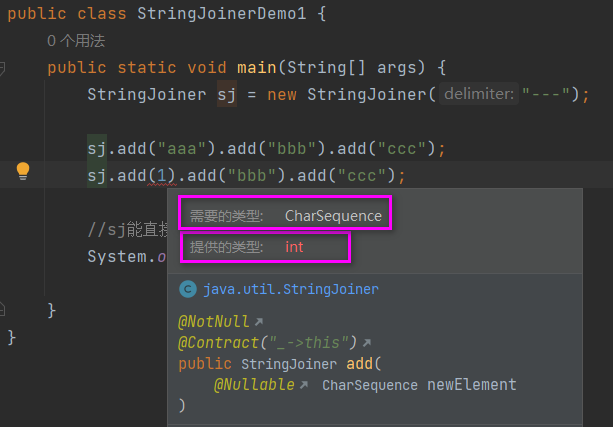 public class StringJoinerDemo1 {
0 个用法
public static void main(String[] args) {
StringJoiner sj = new StringJoiner( delimiter: "---");
sj.add("aaa").add("bbb").add("ccc");
sj.add(1).add("bbb").add("ccc");
//sj能直
System.o
需要的类型: CharSequence
提供的类型: int
C java.util.StringJoiner
@NotNull
@Contract("_->this")
public StringJoiner add(
@Nullable CharSequence newElement
)
}
}